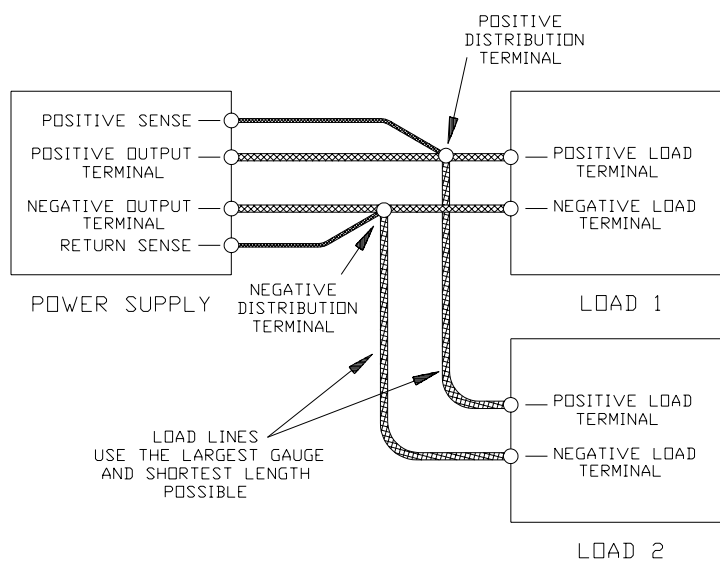 POSITIVE
DISTRIBUTION
TERMINAL
POSITIVE SENSE
POSITIVE OUTPUT
TERMINAL
NEGATIVE OUTPUT
TERMINAL
RETURN SENSE
POWER SUPPLY
NEGATIVE
DISTRIBUTION
TERMINAL
POSITIVE LOAD
TERMINAL
NEGATIVE LOAD
TERMINAL
LOAD 1
LOAD LINES
USE THE LARGEST GAUGE
AND SHORTEST LENGTH
POSSIBLE
POSITIVE LOAD
TERMINAL
NEGATIVE LOAD
TERMINAL
LOAD 2